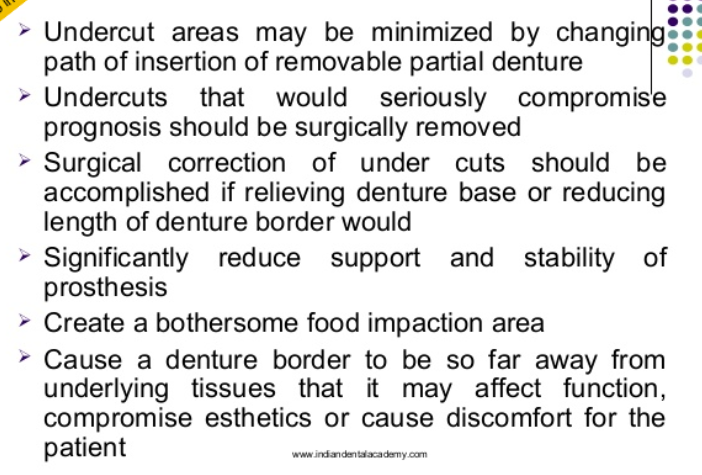 Undercut areas may be minimized by changing
path of insertion of removable partial denture
Undercuts that would seriously compromise
prognosis should be surgically removed
Surgical correction of under cuts should be
accomplished if relieving denture base or reducing
length of denture border would
Significantly reduce support and stability of
prosthesis
Create a bothersome food impaction area
Cause a denture border to be so far away from
underlying tissues that it may affect function,
compromise esthetics or cause discomfort for the
patient
www.indiandentalacademy.com